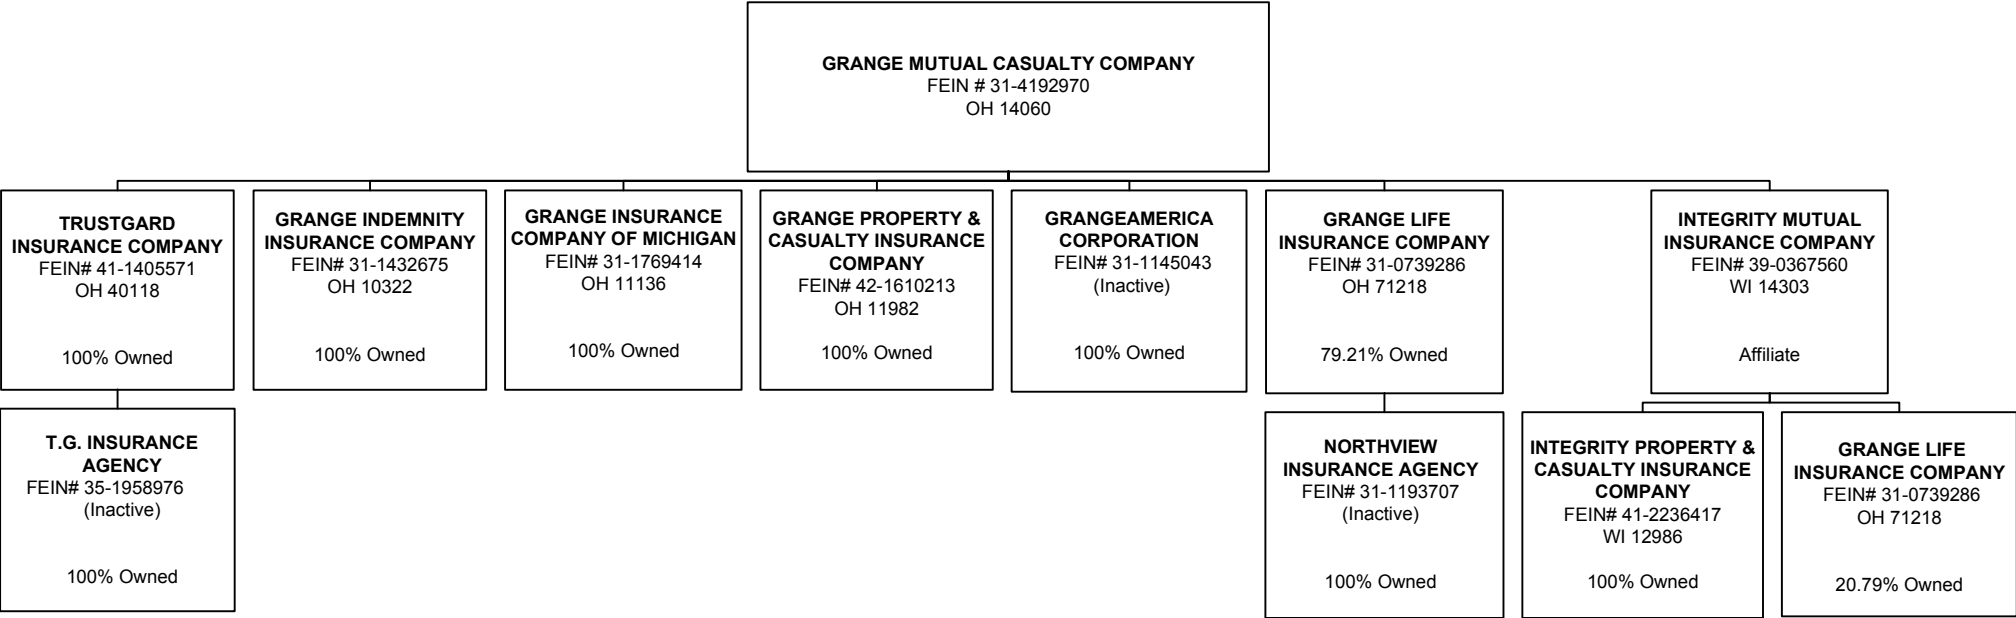 GRANGE MUTUAL CASUALTY COMPANY
FEIN # 31-4192970
OH 14060
TRUSTGARD
INSURANCE COMPANY
FEIN# 41-1405571
OH 40118
100% Owned
GRANGE INDEMNITY
INSURANCE COMPANY
FEIN# 31-1432675
OH 10322
100% Owned
GRANGE INSURANCE
COMPANY OF MICHIGAN
FEIN# 31-1769414
OH 11136
100% Owned
GRANGE PROPERTY &
CASUALTY INSURANCE
COMPANY
FEIN# 42-1610213
OH 11982
100% Owned
GRANGEAMERICA
CORPORATION
FEIN# 31-1145043
(Inactive)
100% Owned
GRANGE LIFE
INSURANCE COMPANY
FEIN# 31-0739286
OH 71218
79.21% Owned
INTEGRITY MUTUAL
INSURANCE COMPANY
FEIN# 39-0367560
WI 14303
Affiliate
T.G. INSURANCE
AGENCY
FEIN# 35-1958976
(Inactive)
100% Owned
NORTHVIEW
INSURANCE AGENCY
FEIN# 31-1193707
(Inactive)
100% Owned
INTEGRITY PROPERTY &
CASUALTY INSURANCE
COMPANY
FEIN# 41-2236417
WI 12986
100% Owned
GRANGE LIFE
INSURANCE COMPANY
FEIN# 31-0739286
OH 71218
20.79% Owned